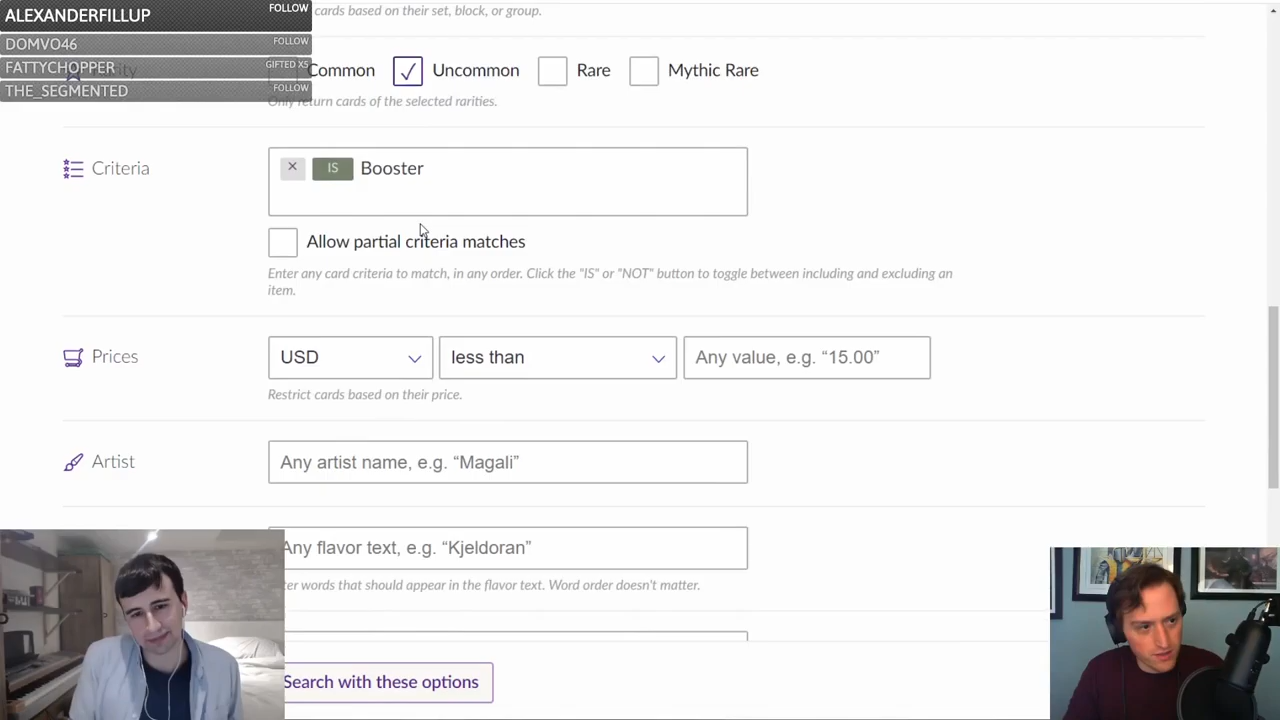 ALEXANDERFILLUP FOLLOW
cards based on their set, block, or group.
DOMVO46 FOLLOW
FATTYCHOPPER GIFTED X5
THE_SEGMENTED FOLLOW
Common Uncommon Rare Mythic Rare
Only return cards of the selected rarities.
Criteria
× IS Booster
Allow partial criteria matches
Enter any card criteria to match, in any order. Click the "IS" or "NOT" button to toggle between including and excluding an
item.
Prices
USD less than Any value, e.g. “15.00”
Restrict cards based on their price.
Artist
Any artist name, e.g. “Magali”
Any flavor text, e.g. “Kjeldoran”
words that should appear in the flavor text. Word order doesn't matter.
Search with these options